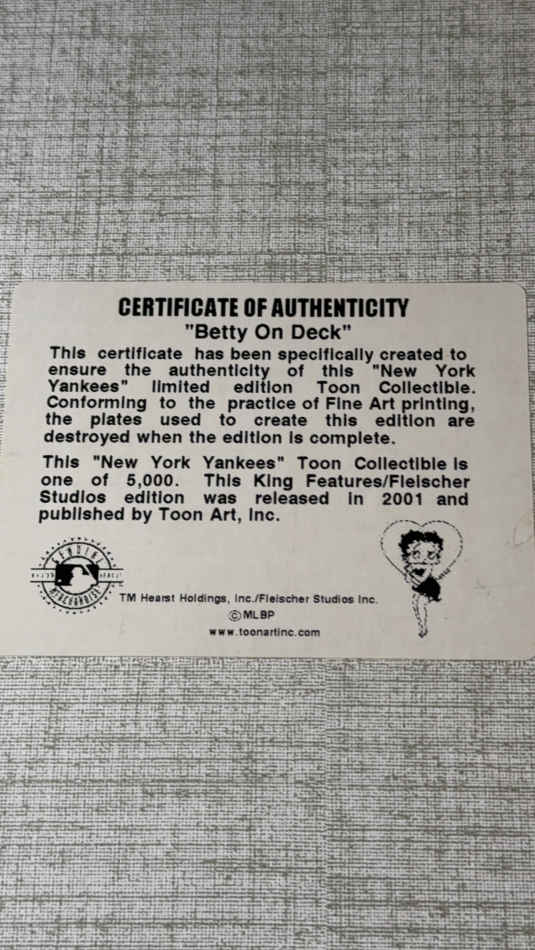 CERTIFICATE OF AUTHENTICITY
"Betty On Deck"
This certificate has been specifically created to
ensure the authenticity of this "New York
Yankees" limited edition Toon Collectible.
Conforming to the practice of Fine Art printing,
the plates used to create this edition are
destroyed when the edition is complete.
This "New York Yankees" Toon Collectible is
one of 5,000. This King Features/Fleischer
Studios edition was released in 2001 and
published by Toon Art, Inc.
GENUINE
MERCHANDISE
TM Hearst Holdings, Inc./Fleischer Studios Inc.
©MLBP
www.toonartinc.com